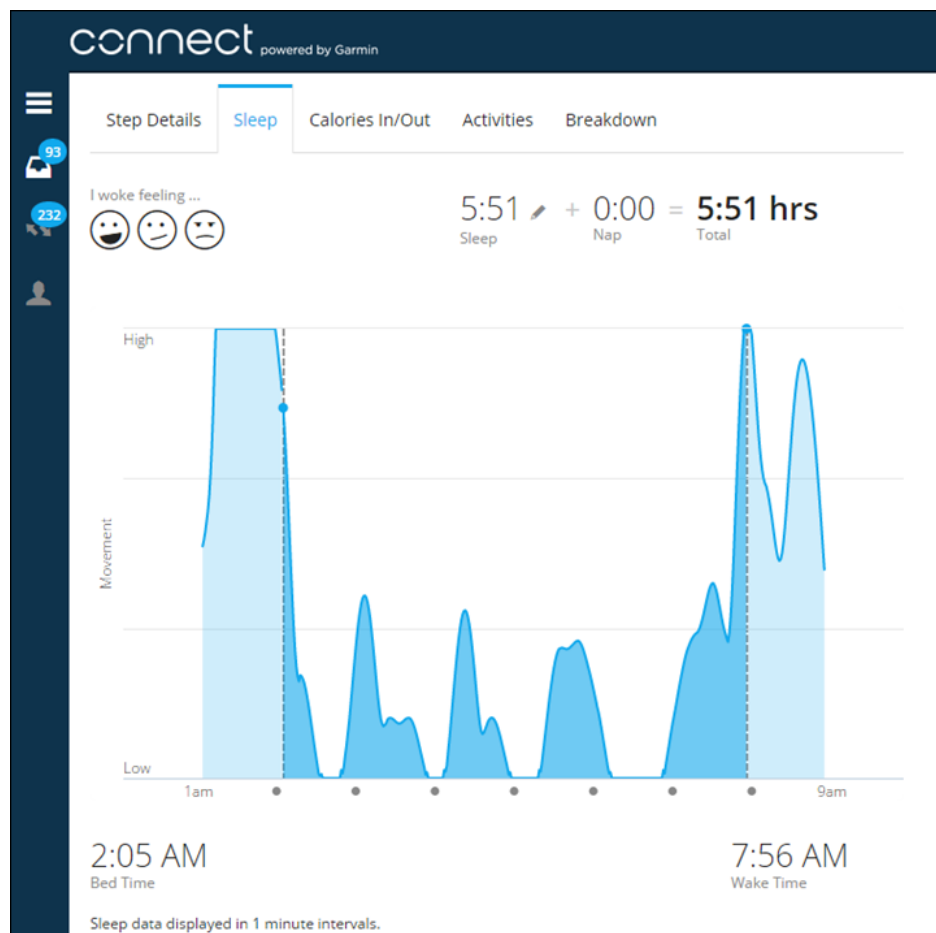 connect powered by Garmin
Step Details Sleep Calories In/Out Activities Breakdown
93
I woke feeling ...
232
5:51 + 0:00 = 5:51 hrs
Sleep Nap Total
High
Movement
Low
1am 9am
2:05 AM 7:56 AM
Bed Time Wake Time
Sleep data displayed in 1 minute intervals.